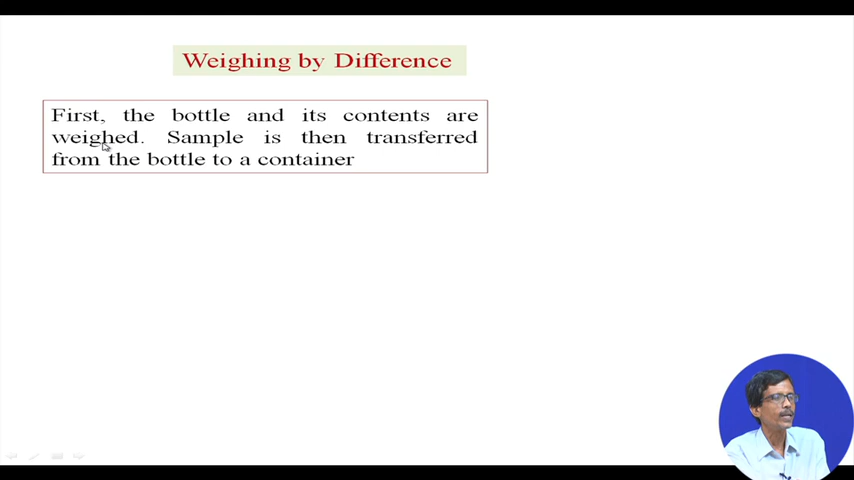 Weighing by Difference
First, the bottle and its contents are
weighed. Sample is then transferred
from the bottle to a container